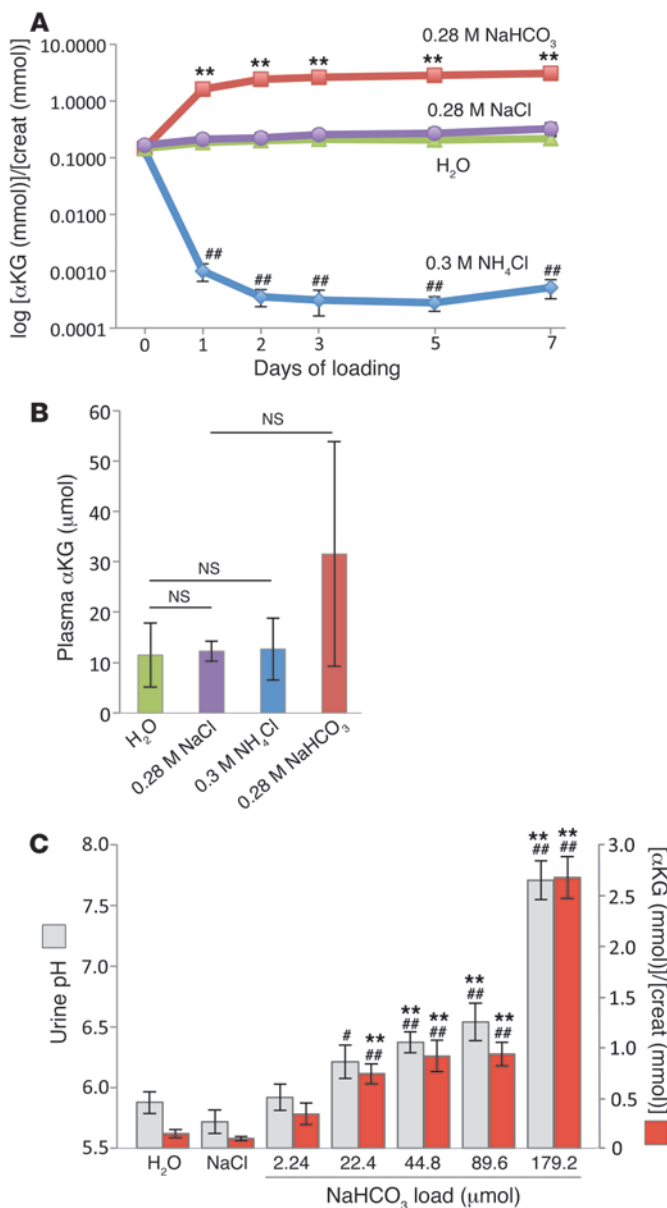 A
0.28 M NaHCO₃
10.0000
** ** ** ** **
1.0000
0.28 M NaCl
0.1000
H₂O
0.0100
##
0.0010
## ## ## ##
0.3 M NH₄Cl
0.0001
log [αKG (mmol)]/[creat (mmol)]
0 1 2 3 5 7
Days of loading
B
60
NS
50
40
30
NS
NS
20
10
0
Plasma αKG (μmol)
H₂O 0.28 M NaCl 0.3 M NH₄Cl 0.28 M NaHCO₃
C
8.0 3.0
** **
## ##
7.5 2.5
7.0 2.0
**
## **
##
6.5 1.5
** **
## ##
# **
##
6.0 1.0
0.5
5.5 0
Urine pH
[αKG (mmol)]/[creat (mmol)]
H₂O NaCl 2.24 22.4 44.8 89.6 179.2
NaHCO₃ load (μmol)